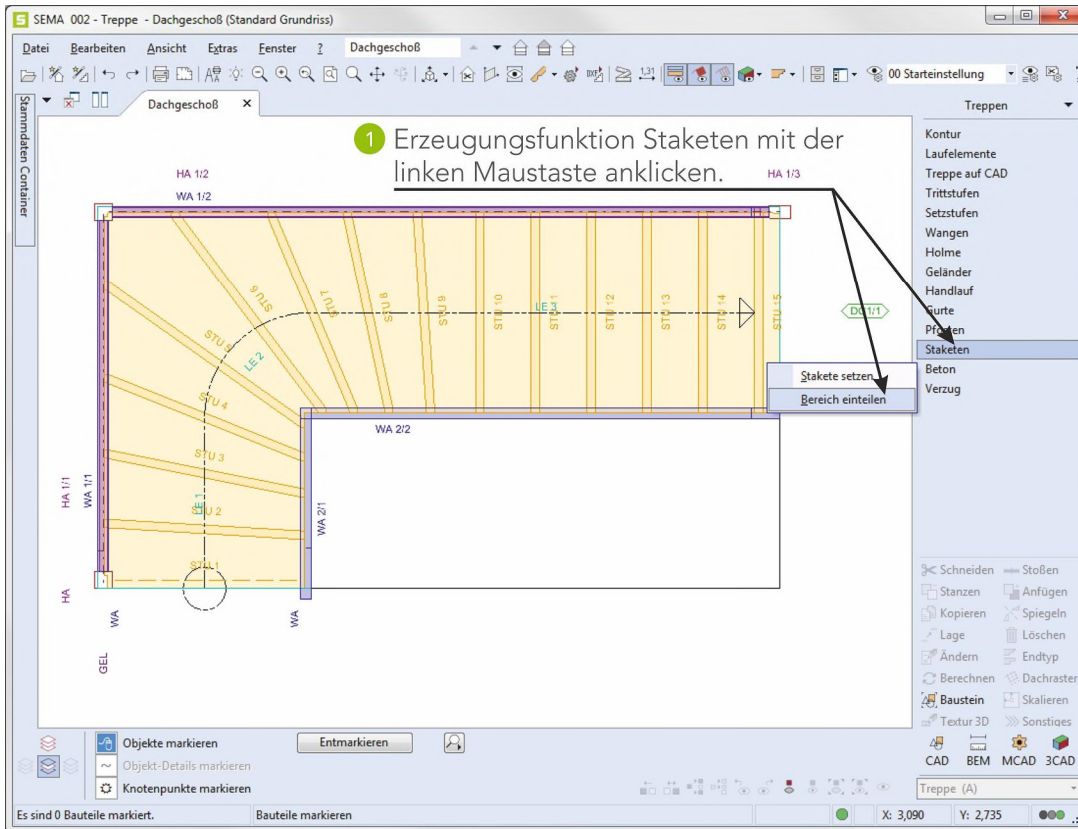 SEMA 002 - Treppe - Dachgeschoß (Standard Grundriss)
Datei Bearbeiten Ansicht Extras Fenster ? Dachgeschoß
1,31
00 Starteinstellung
Stammdaten Container
Dachgeschoß
Treppen
1 Erzeugungsfunktion Staketen mit der
linken Maustaste anklicken.
HA 1/2
HA 1/3
WA 1/2
Kontur
Laufelemente
Treppe auf CAD
Trittstufen
Setzstufen
Wangen
Holme
Geländer
Handlauf
Gurte
Pfosten
Staketen
Beton
Verzug
STU 6
STU 7
STU 8
STU 9
STU 10
STU 11
STU 12
STU 13
STU 14
STU 15
LE 3
DO 1/1
STU 5
LE 2
STU 4
STU 3
LE 1
STU 2
STU 1
Stakete setzen
Bereich einteilen
WA 2/2
WA 2/1
HA 1/1
WA 1/1
HA
WA
WA
GEL
Schneiden Stoßen
Stanzen Anfügen
Kopieren Spiegeln
Lage Löschen
Ändern Endtyp
Berechnen Dachraster
Baustein Skalieren
Textur 3D Sonstiges
CAD BEM MCAD 3CAD
Treppe (A)
Objekte markieren Entmarkieren
Objekt-Details markieren
Knotenpunkte markieren
Es sind 0 Bauteile markiert. Bauteile markieren X: 3,090 Y: 2,735